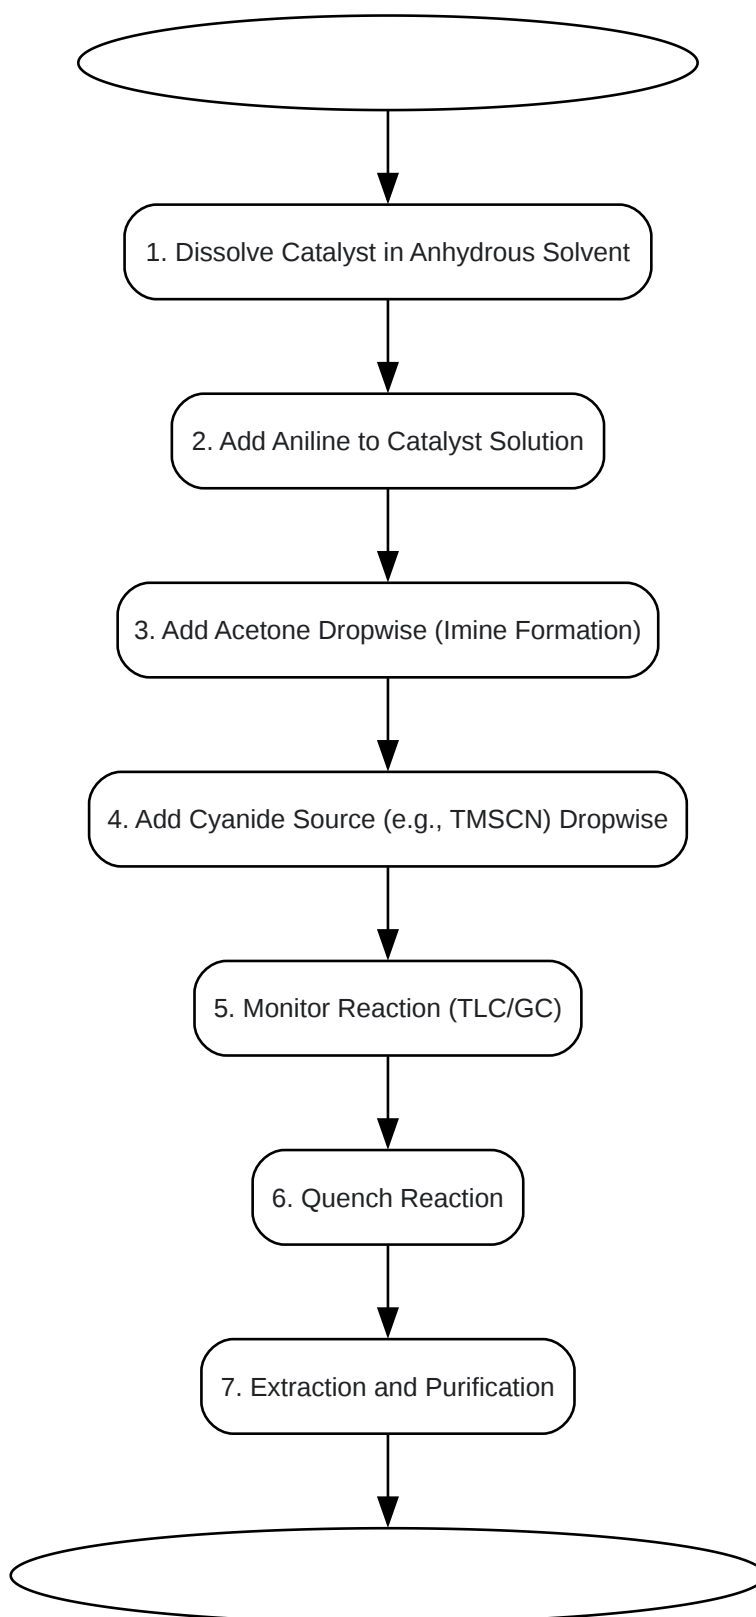 1. Dissolve Catalyst in Anhydrous Solvent
2. Add Aniline to Catalyst Solution
3. Add Acetone Dropwise (Imine Formation)
4. Add Cyanide Source (e.g., TMSCN) Dropwise
5. Monitor Reaction (TLC/GC)
6. Quench Reaction
7. Extraction and Purification